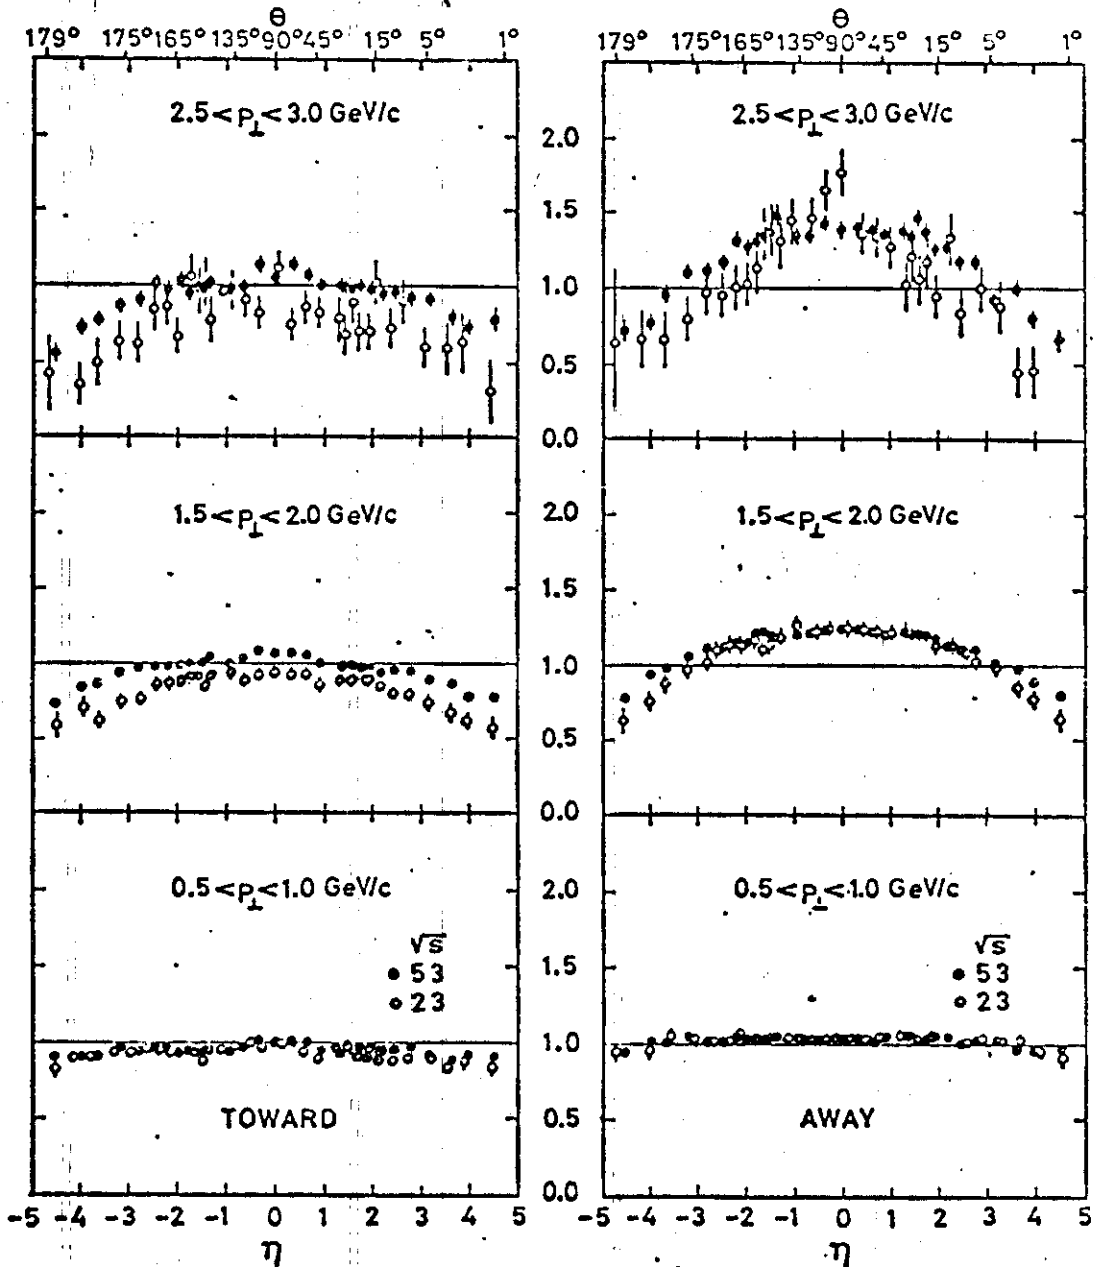 θ θ
179° 175° 165° 135° 90° 45° 15° 5° 1° 179° 175° 165° 135° 90° 45° 15° 5° 1°
2.5<p⊥<3.0 GeV/c 2.5<p⊥<3.0 GeV/c
2.0
1.5
1.0
0.5
0.0
1.5<p⊥<2.0 GeV/c 1.5<p⊥<2.0 GeV/c
2.0
1.5
1.0
0.5
0.0
0.5<p⊥<1.0 GeV/c 0.5<p⊥<1.0 GeV/c
2.0
√s √s
53 53
1.5
23 23
1.0
TOWARD 0.5 AWAY
0.0
-5 -4 -3 -2 -1 0 1 2 3 4 5 -5 -4 -3 -2 -1 0 1 2 3 4 5
η η